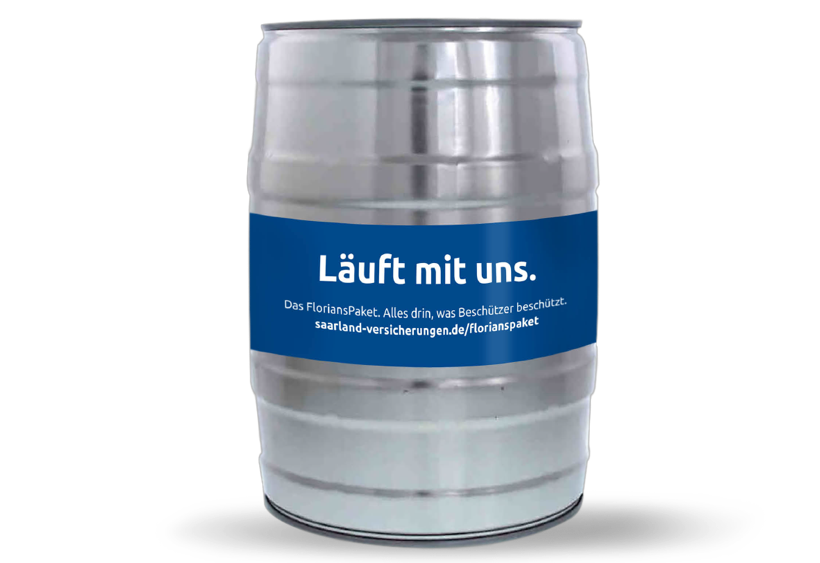 Läuft mit uns.
Das FloriansPaket. Alles drin, was Beschützer beschützt.
saarland-versicherungen.de/florianspaket